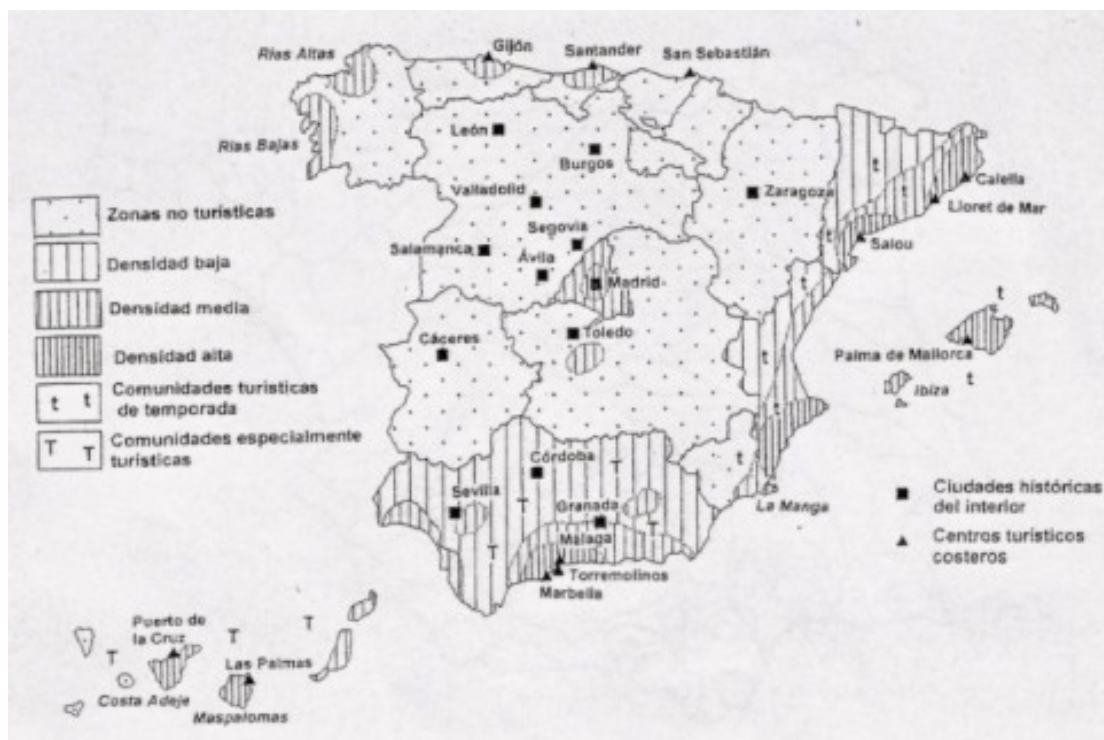 Rías Altas
Gijón
Santander
San Sebastián
Rías Bajas
León
Burgos
Valladolid
Zaragoza
Calella
Lloret de Mar
Segovia
Salamanca
Ávila
Salou
Madrid
Zonas no turísticas
Densidad baja
Densidad media
Densidad alta
t t
Comunidades turísticas
de temporada
T T
Comunidades especialmente
turísticas
t
t
t
t
t
t
t
t
t
t
Cáceres
Toledo
Palma de Mallorca
Ibiza
Córdoba
Sevilla
Granada
Málaga
Torremolinos
Marbella
La Manga
T
T
T
T
Ciudades históricas
del interior
Centros turísticos
costeros
Puerto de
la Cruz
T
T
T
Las Palmas
Costa Adeje
Maspalomas